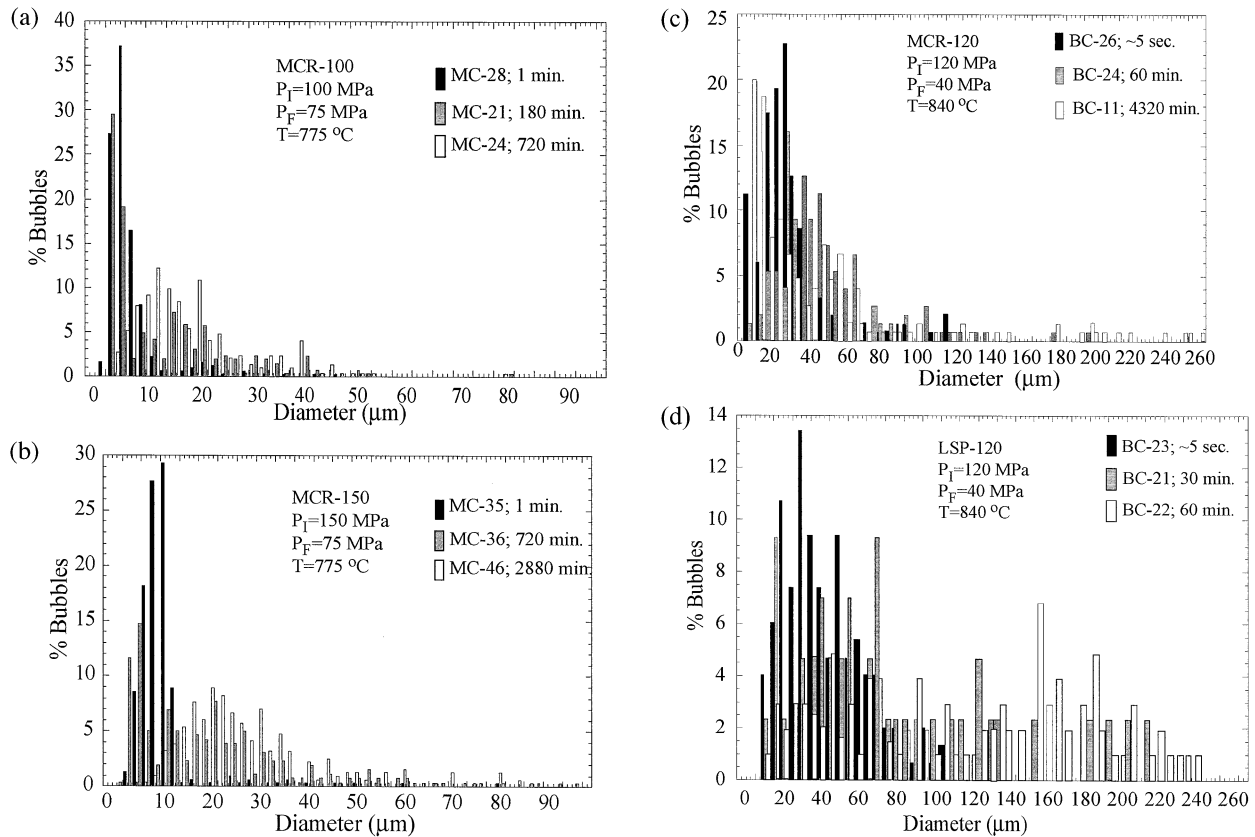 (a)
40
35
30
25
20
15
10
5
0
% Bubbles
MCR-100
P_I=100 MPa
P_F=75 MPa
T=775 °C
MC-28; 1 min.
MC-21; 180 min.
MC-24; 720 min.
0 10 20 30 40 50 60 70 80 90
Diameter (μm)
(b)
30
25
20
15
10
5
0
% Bubbles
MCR-150
P_I=150 MPa
P_F=75 MPa
T=775 °C
MC-35; 1 min.
MC-36; 720 min.
MC-46; 2880 min
0 10 20 30 40 50 60 70 80 90
Diameter (μm)
(c)
25
20
15
10
5
0
% Bubbles
MCR-120
P_I=120 MPa
P_F=40 MPa
T=840 °C
BC-26; ~5 sec.
BC-24; 60 min.
BC-11; 4320 min.
0 20 40 60 80 100 120 140 160 180 200 220 240 260
Diameter (μm)
(d)
14
12
10
8
6
4
2
0
% Bubbles
LSP-120
P_I=120 MPa
P_F=40 MPa
T=840 °C
BC-23; ~5 sec.
BC-21; 30 min.
BC-22; 60 min.
0 20 40 60 80 100 120 140 160 180 200 220 240 260
Diameter (μm)